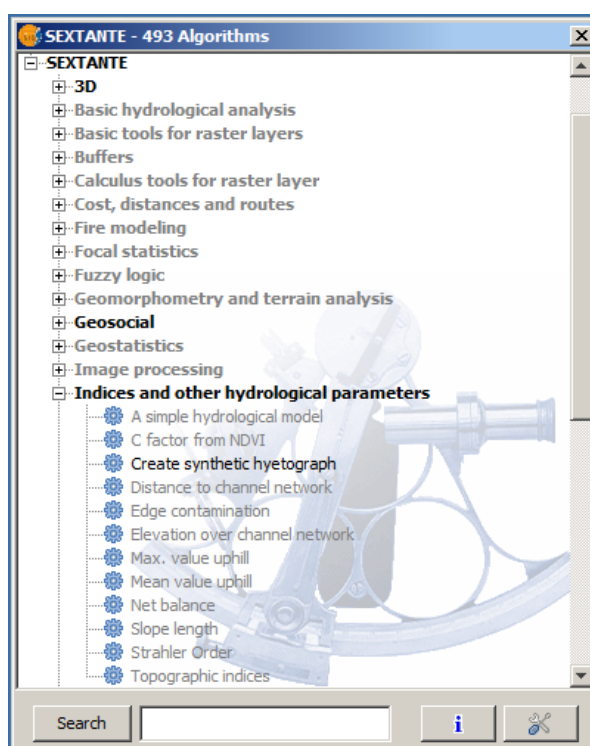 SEXTANTE - 493 Algorithms
SEXTANTE
3D
Basic hydrological analysis
Basic tools for raster layers
Buffers
Calculus tools for raster layer
Cost, distances and routes
Fire modeling
Focal statistics
Fuzzy logic
Geomorphometry and terrain analysis
Geosocial
Geostatistics
Image processing
Indices and other hydrological parameters
A simple hydrological model
C factor from NDVI
Create synthetic hyetograph
Distance to channel network
Edge contamination
Elevation over channel network
Max. value uphill
Mean value uphill
Net balance
Slope length
Strahler Order
Topographic indices
Search